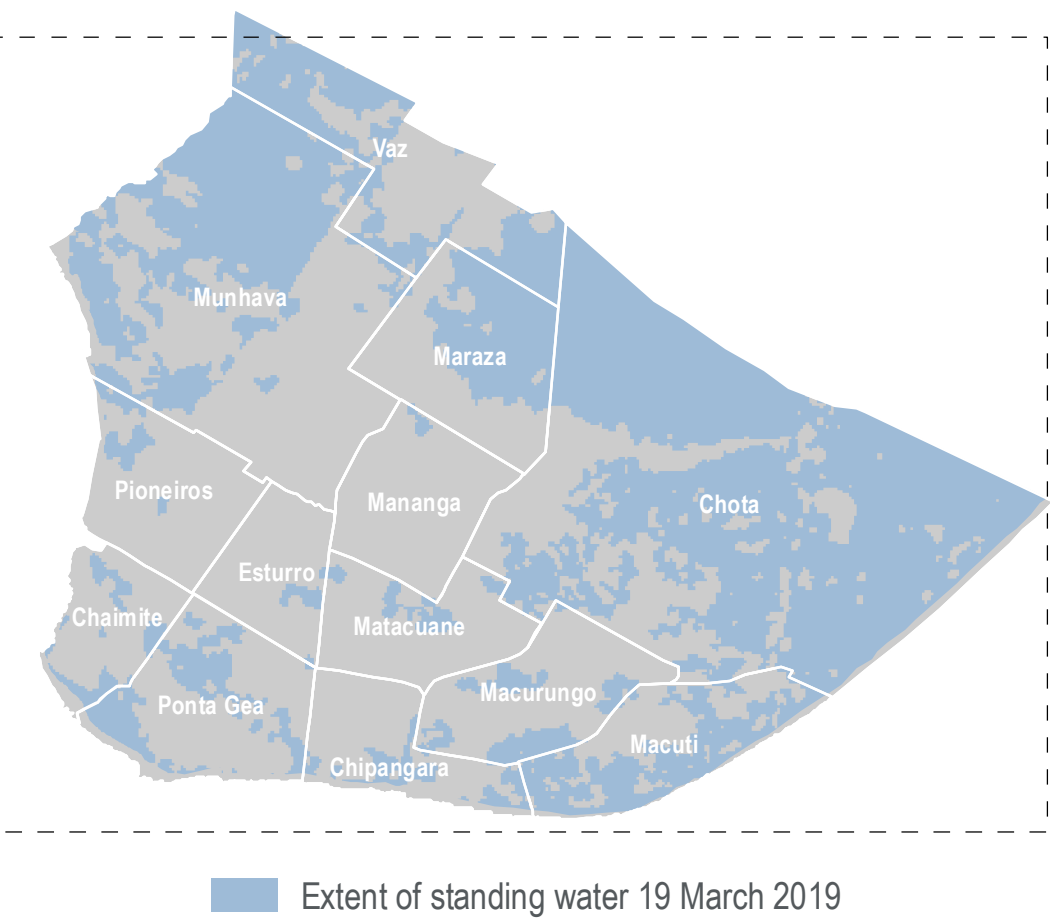 Vaz
Munhava
Maraza
Pioneiros
Mananga
Chota
Esturro
Chaimite
Matacuane
Ponta Gea
Macurungo
Macuti
Chipangara
Extent of standing water 19 March 2019